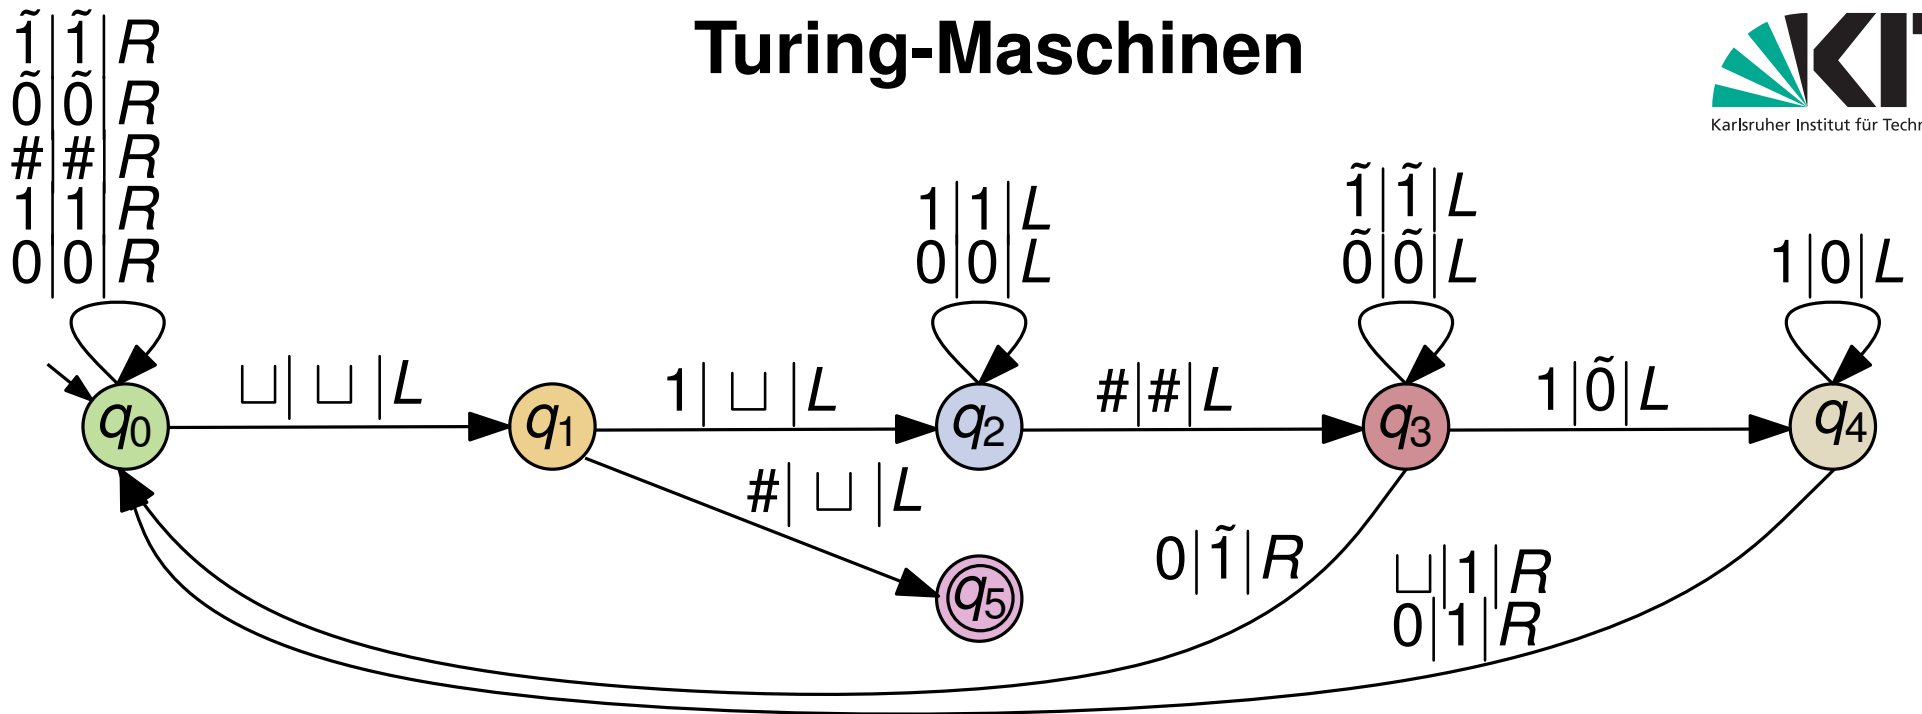 Turing-Maschinen
KIT
Karlsruher Institut für Techn
1̃|1̃|R
0̃|0̃|R
#|#|R
1|1|R
0|0|R
1|1|L
0|0|L
1̃|1̃|L
0̃|0̃|L
1|0|L
⊔|⊔|L
1|⊔|L
#|#|L
1|0̃|L
q0
q1
q2
q3
q4
#|⊔|L
q5
0|1̃|R
⊔|1|R
0|1|R